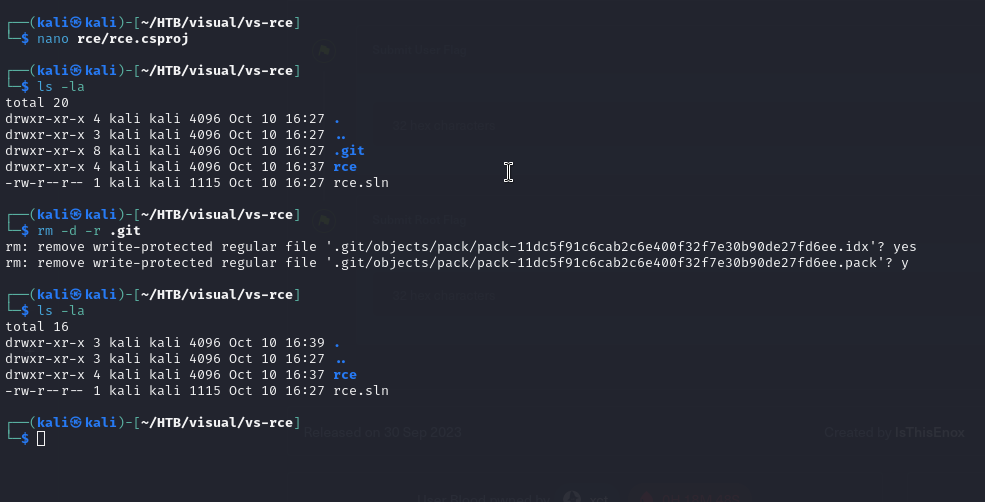 ┌──(kali㉿kali)-[~/HTB/visual/vs-rce]
└─$ nano rce/rce.csproj
┌──(kali㉿kali)-[~/HTB/visual/vs-rce]
└─$ ls -la
total 20
drwxr-xr-x 4 kali kali 4096 Oct 10 16:27 .
drwxr-xr-x 3 kali kali 4096 Oct 10 16:27 ..
drwxr-xr-x 8 kali kali 4096 Oct 10 16:27 .git
drwxr-xr-x 4 kali kali 4096 Oct 10 16:37 rce
-rw-r--r-- 1 kali kali 1115 Oct 10 16:27 rce.sln
┌──(kali㉿kali)-[~/HTB/visual/vs-rce]
└─$ rm -d -r .git
rm: remove write-protected regular file '.git/objects/pack/pack-11dc5f91c6cab2c6e400f32f7e30b90de27fd6ee.idx'? yes
rm: remove write-protected regular file '.git/objects/pack/pack-11dc5f91c6cab2c6e400f32f7e30b90de27fd6ee.pack'? y
┌──(kali㉿kali)-[~/HTB/visual/vs-rce]
└─$ ls -la
total 16
drwxr-xr-x 3 kali kali 4096 Oct 10 16:39 .
drwxr-xr-x 3 kali kali 4096 Oct 10 16:27 ..
drwxr-xr-x 4 kali kali 4096 Oct 10 16:37 rce
-rw-r--r-- 1 kali kali 1115 Oct 10 16:27 rce.sln
┌──(kali㉿kali)-[~/HTB/visual/vs-rce]
└─$
Released on 30 Sep 2023
Created by IsThisEnox